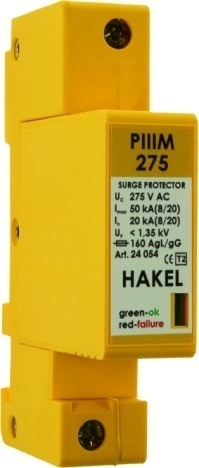 PIIIM
275
SURGE PROTECTOR
Uc 275 V AC
Imax 50 kA(8/20)
In 20 kA(8/20)
Up < 1,35 kV
160 AgL/gG
Art. 24 054 CE T2
HAKEL
green-ok
red-failure